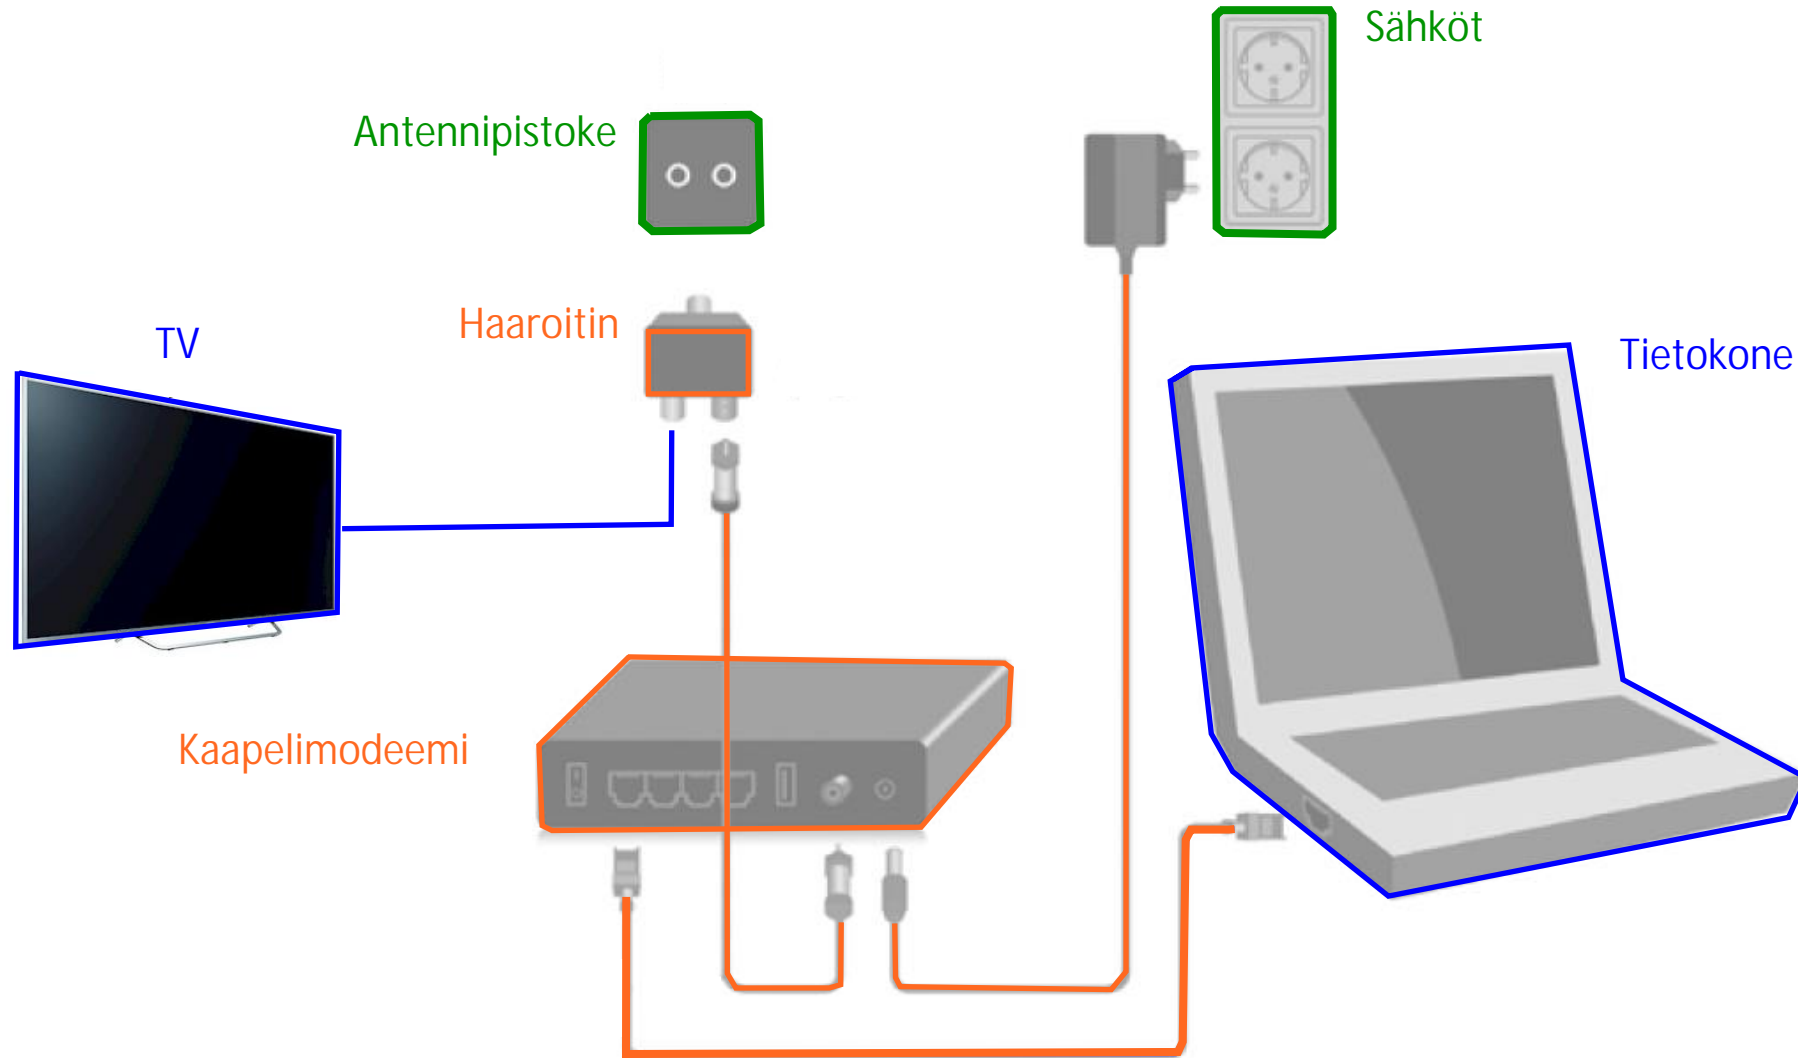 Sähköt
Antennipistoke
Haaroitin
TV
Tietokone
Kaapelimodeemi